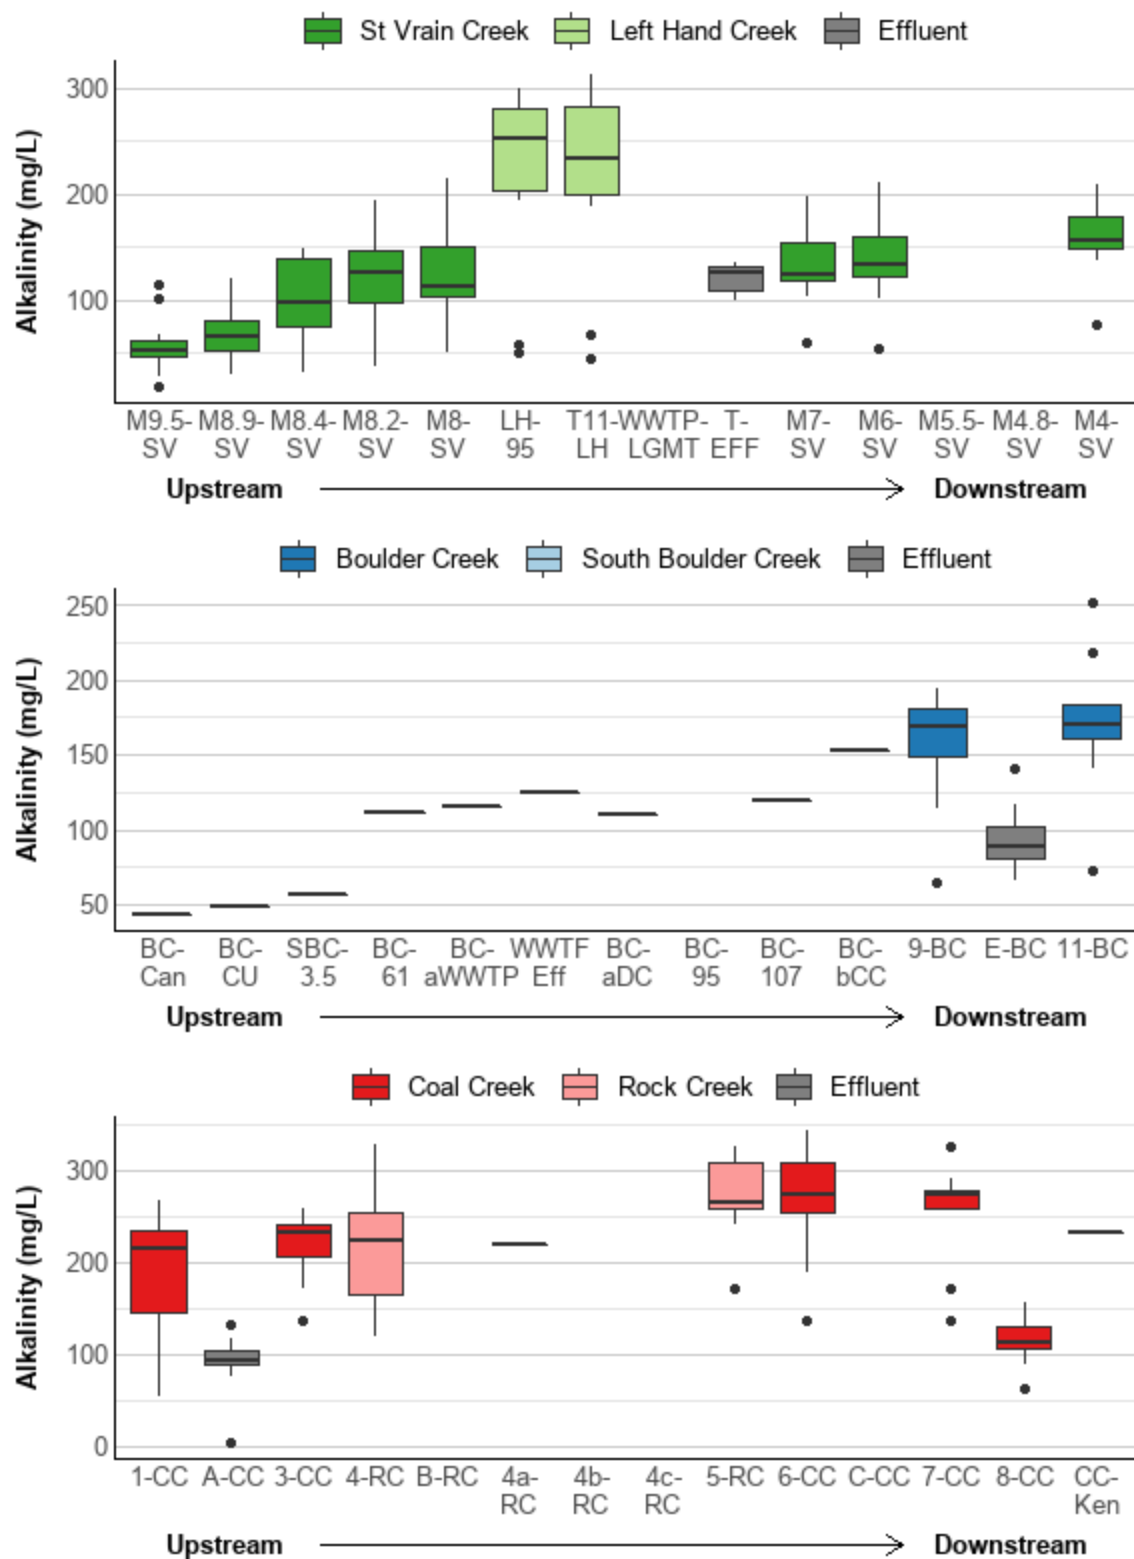 St Vrain Creek Left Hand Creek Effluent
Alkalinity (mg/L)
300
200
100
M9.5-SV M8.9-SV M8.4-SV M8.2-SV M8-SV LH-95 T11-LH WWTP-LGMT T-EFF M7-SV M6-SV M5.5-SV M4.8-SV M4-SV
Upstream Downstream
Boulder Creek South Boulder Creek Effluent
Alkalinity (mg/L)
250
200
150
100
50
BC-Can BC-CU SBC-3.5 BC-61 BC-aWWTP WWTF Eff BC-aDC BC-95 BC-107 BC-bCC 9-BC E-BC 11-BC
Upstream Downstream
Coal Creek Rock Creek Effluent
Alkalinity (mg/L)
300
200
100
0
1-CC A-CC 3-CC 4-RC B-RC 4a-RC 4b-RC 4c-RC 5-RC 6-CC C-CC 7-CC 8-CC CC-Ken
Upstream Downstream